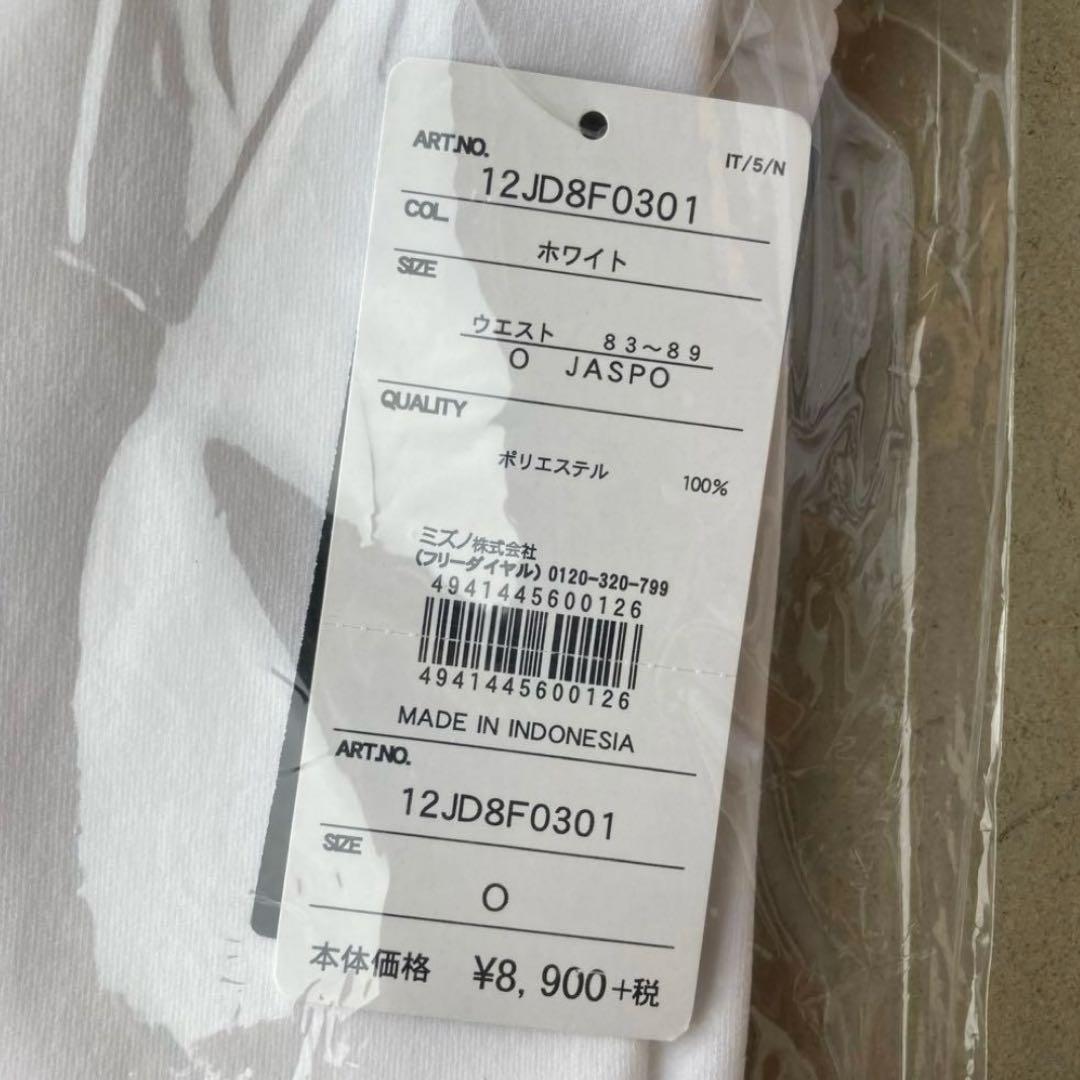 ART.NO.
IT/5/N
12JD8F0301
COL.
ホワイト
SIZE
ウエスト 83~89
O JASPO
QUALITY
ポリエステル 100%
ミズノ株式会社
(フリーダイヤル) 0120-320-799
4941445600126
4941445600126
MADE IN INDONESIA
ART.NO.
12JD8F0301
SIZE
O
本体価格 ¥8,900+税